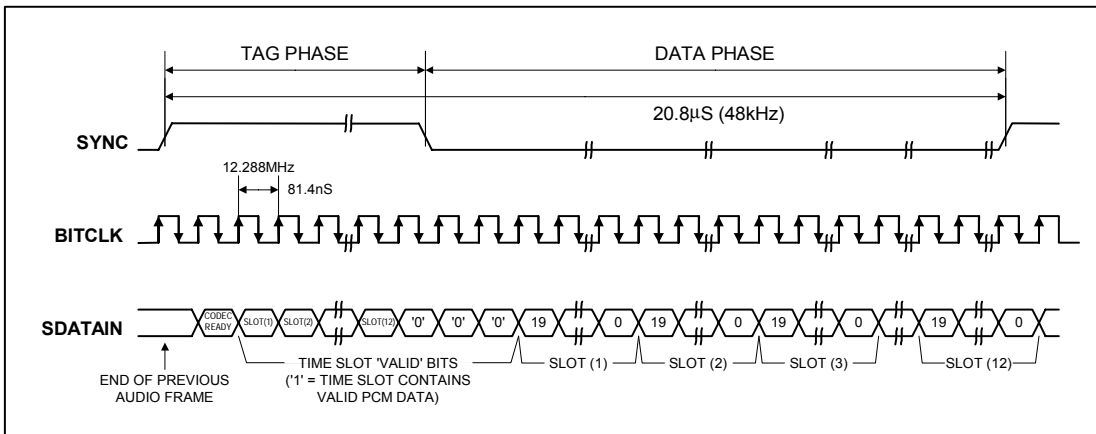 TAG PHASE DATA PHASE
20.8µS (48kHz)
SYNC
12.288MHz
81.4nS
BITCLK
SDATAIN
CODEC READY SLOT(1) SLOT(2) SLOT(12) '0' '0' '0' 19 0 19 0 19 0 19 0
TIME SLOT 'VALID' BITS
('1' = TIME SLOT CONTAINS
VALID PCM DATA)
SLOT (1) SLOT (2) SLOT (3) SLOT (12)
END OF PREVIOUS
AUDIO FRAME